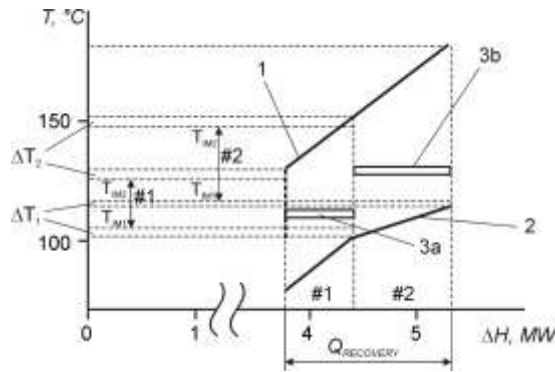 T, °C
1
3b
150
T_IM2
#2
ΔT₂
T_IM2
#1
ΔT₁
T_IM1
3a
2
100
#1
#2
0
1
4
5
ΔH, MW
Q_RECOVERY